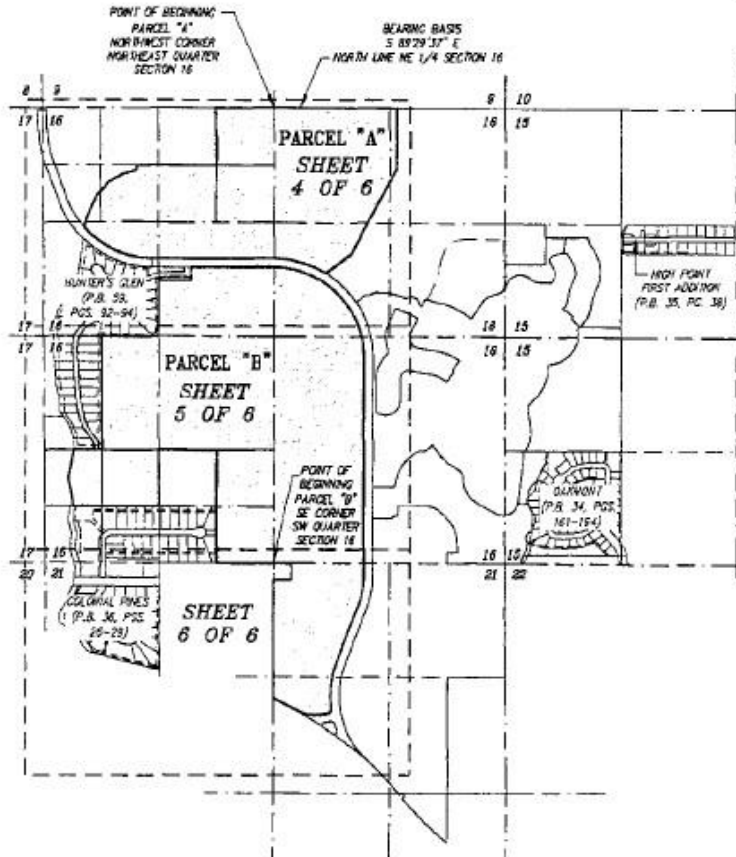 POINT OF BEGINNING
PARCEL "A"
NORTHWEST CORNER
NORTHEAST QUARTER
SECTION 16
BEARING BASIS
S 89°29'37" E
NORTH LINE NE 1/4 SECTION 16
8 9
17 16
9 10
16 15
PARCEL "A"
SHEET
4 OF 6
HUNTER'S GLEN
(P.B. 59,
PGS. 92-94)
HIGH POINT
FIRST ADDITION
(P.B. 35, PG. 38)
17 16
17 16
16 15
16 15
PARCEL "B"
SHEET
5 OF 6
POINT OF
BEGINNING
PARCEL "B"
SE CORNER
SW QUARTER
SECTION 16
OAKMONT
(P.B. 34, PGS.
161-164)
17 16
20 21
16 15
21 22
COLONIAL PINES
(P.B. 36, PGS.
26-29)
SHEET
6 OF 6